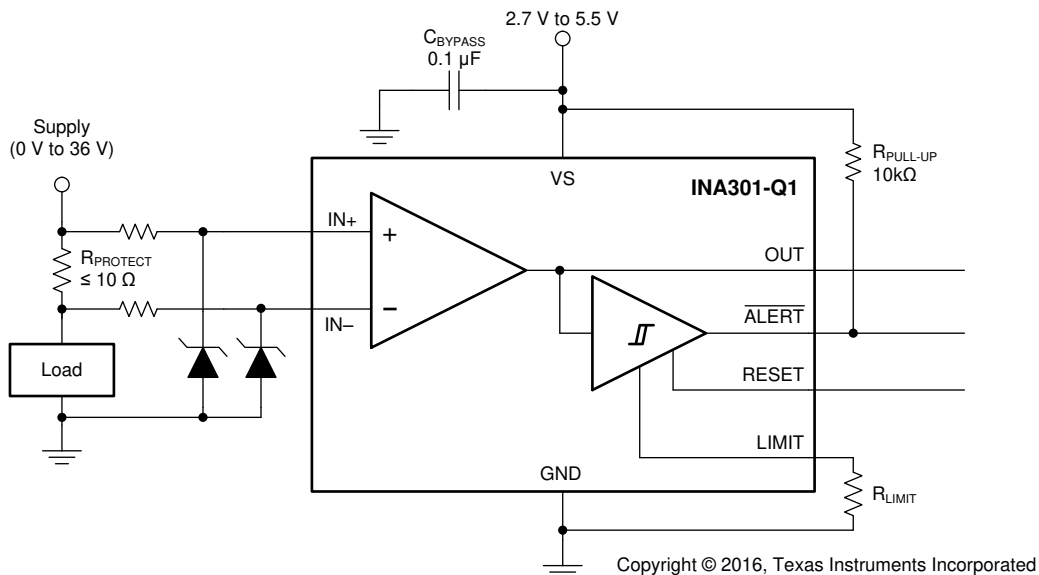 2.7 V to 5.5 V
CBYPASS
0.1 µF
Supply
(0 V to 36 V)
RPULL-UP
10kΩ
VS
INA301-Q1
IN+
+
RPROTECT
≤ 10 Ω
OUT
IN–
–
ALERT
Load
RESET
LIMIT
GND
RLIMIT
Copyright © 2016, Texas Instruments Incorporated